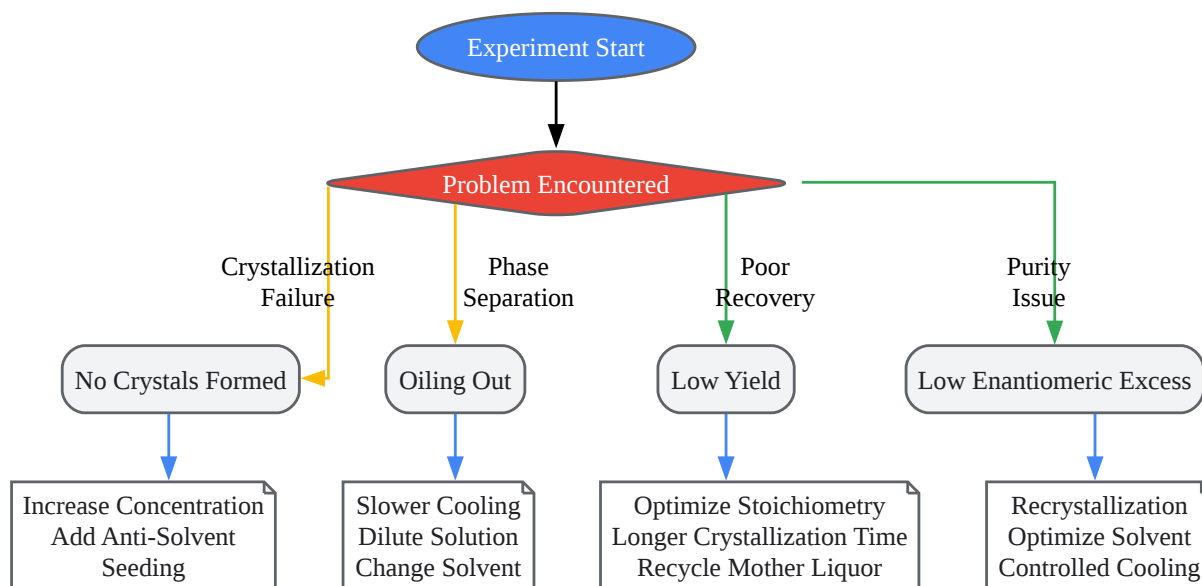 Experiment Start
Problem Encountered
Crystallization
Failure
Phase
Separation
Poor
Recovery
Purity
Issue
No Crystals Formed
Oiling Out
Low Yield
Low Enantiomeric Excess
Increase Concentration
Add Anti-Solvent
Seeding
Slower Cooling
Dilute Solution
Change Solvent
Optimize Stoichiometry
Longer Crystallization Time
Recycle Mother Liquor
Recrystallization
Optimize Solvent
Controlled Cooling